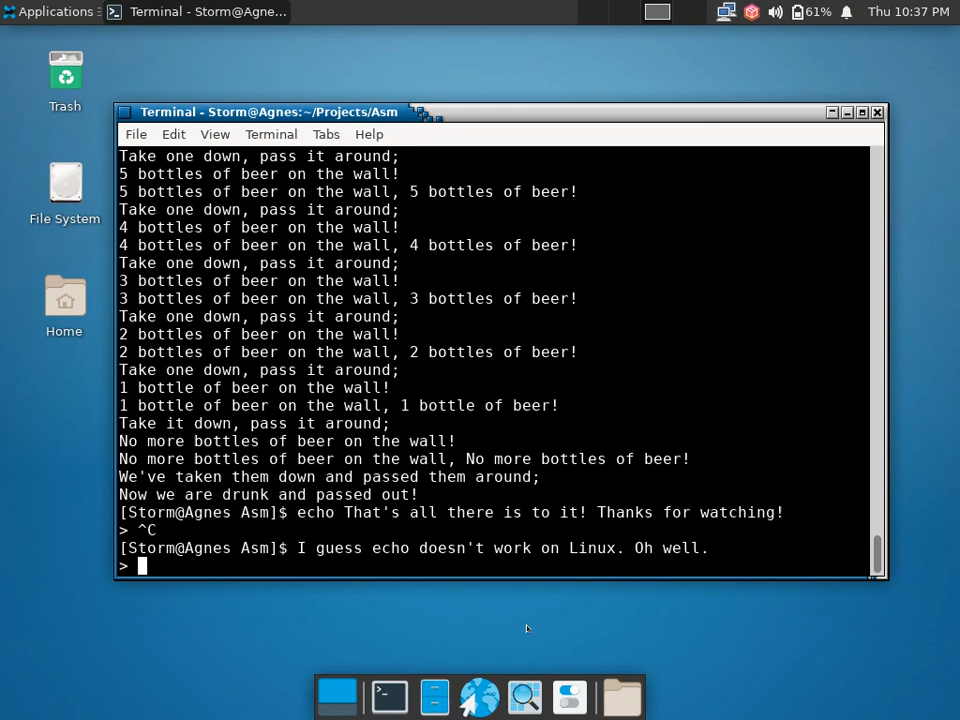 Applications
Terminal - Storm@Agne...
61%
Thu 10:37 PM
Trash
File System
Home
Terminal - Storm@Agnes:~/Projects/Asm
File Edit View Terminal Tabs Help
Take one down, pass it around;
5 bottles of beer on the wall!
5 bottles of beer on the wall, 5 bottles of beer!
Take one down, pass it around;
4 bottles of beer on the wall!
4 bottles of beer on the wall, 4 bottles of beer!
Take one down, pass it around;
3 bottles of beer on the wall!
3 bottles of beer on the wall, 3 bottles of beer!
Take one down, pass it around;
2 bottles of beer on the wall!
2 bottles of beer on the wall, 2 bottles of beer!
Take one down, pass it around;
1 bottle of beer on the wall!
1 bottle of beer on the wall, 1 bottle of beer!
Take it down, pass it around;
No more bottles of beer on the wall!
No more bottles of beer on the wall, No more bottles of beer!
We've taken them down and passed them around;
Now we are drunk and passed out!
[Storm@Agnes Asm]$ echo That's all there is to it! Thanks for watching!
> ^C
[Storm@Agnes Asm]$ I guess echo doesn't work on Linux. Oh well.
>